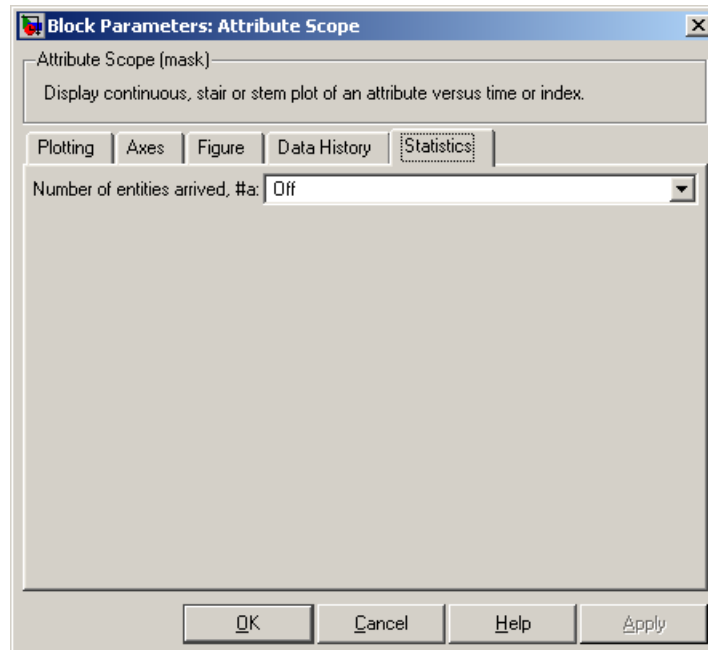 Block Parameters: Attribute Scope
Attribute Scope (mask)
Display continuous, stair or stem plot of an attribute versus time or index.
Plotting Axes Figure Data History Statistics
Number of entities arrived, #a: Off
OK Cancel Help Apply